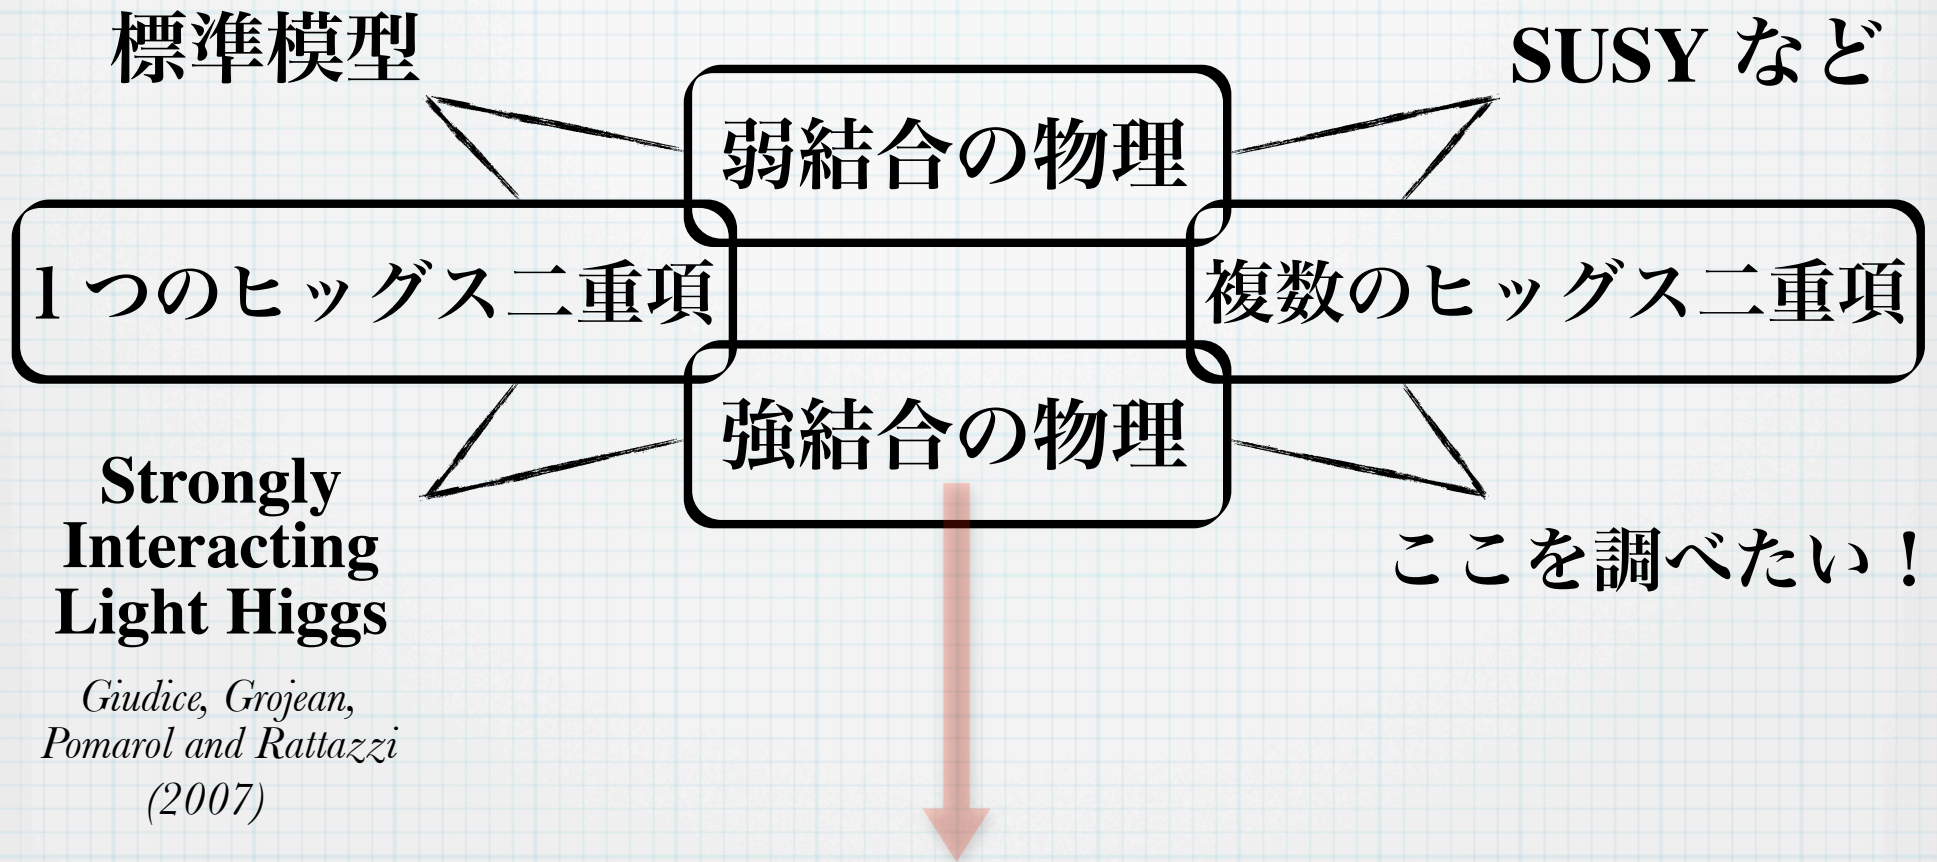 標準模型
SUSY など
弱結合の物理
1 つのヒッグス二重項
複数のヒッグス二重項
強結合の物理
Strongly
Interacting
Light Higgs
Giudice, Grojean,
Pomarol and Rattazzi
(2007)
ここを調べたい！